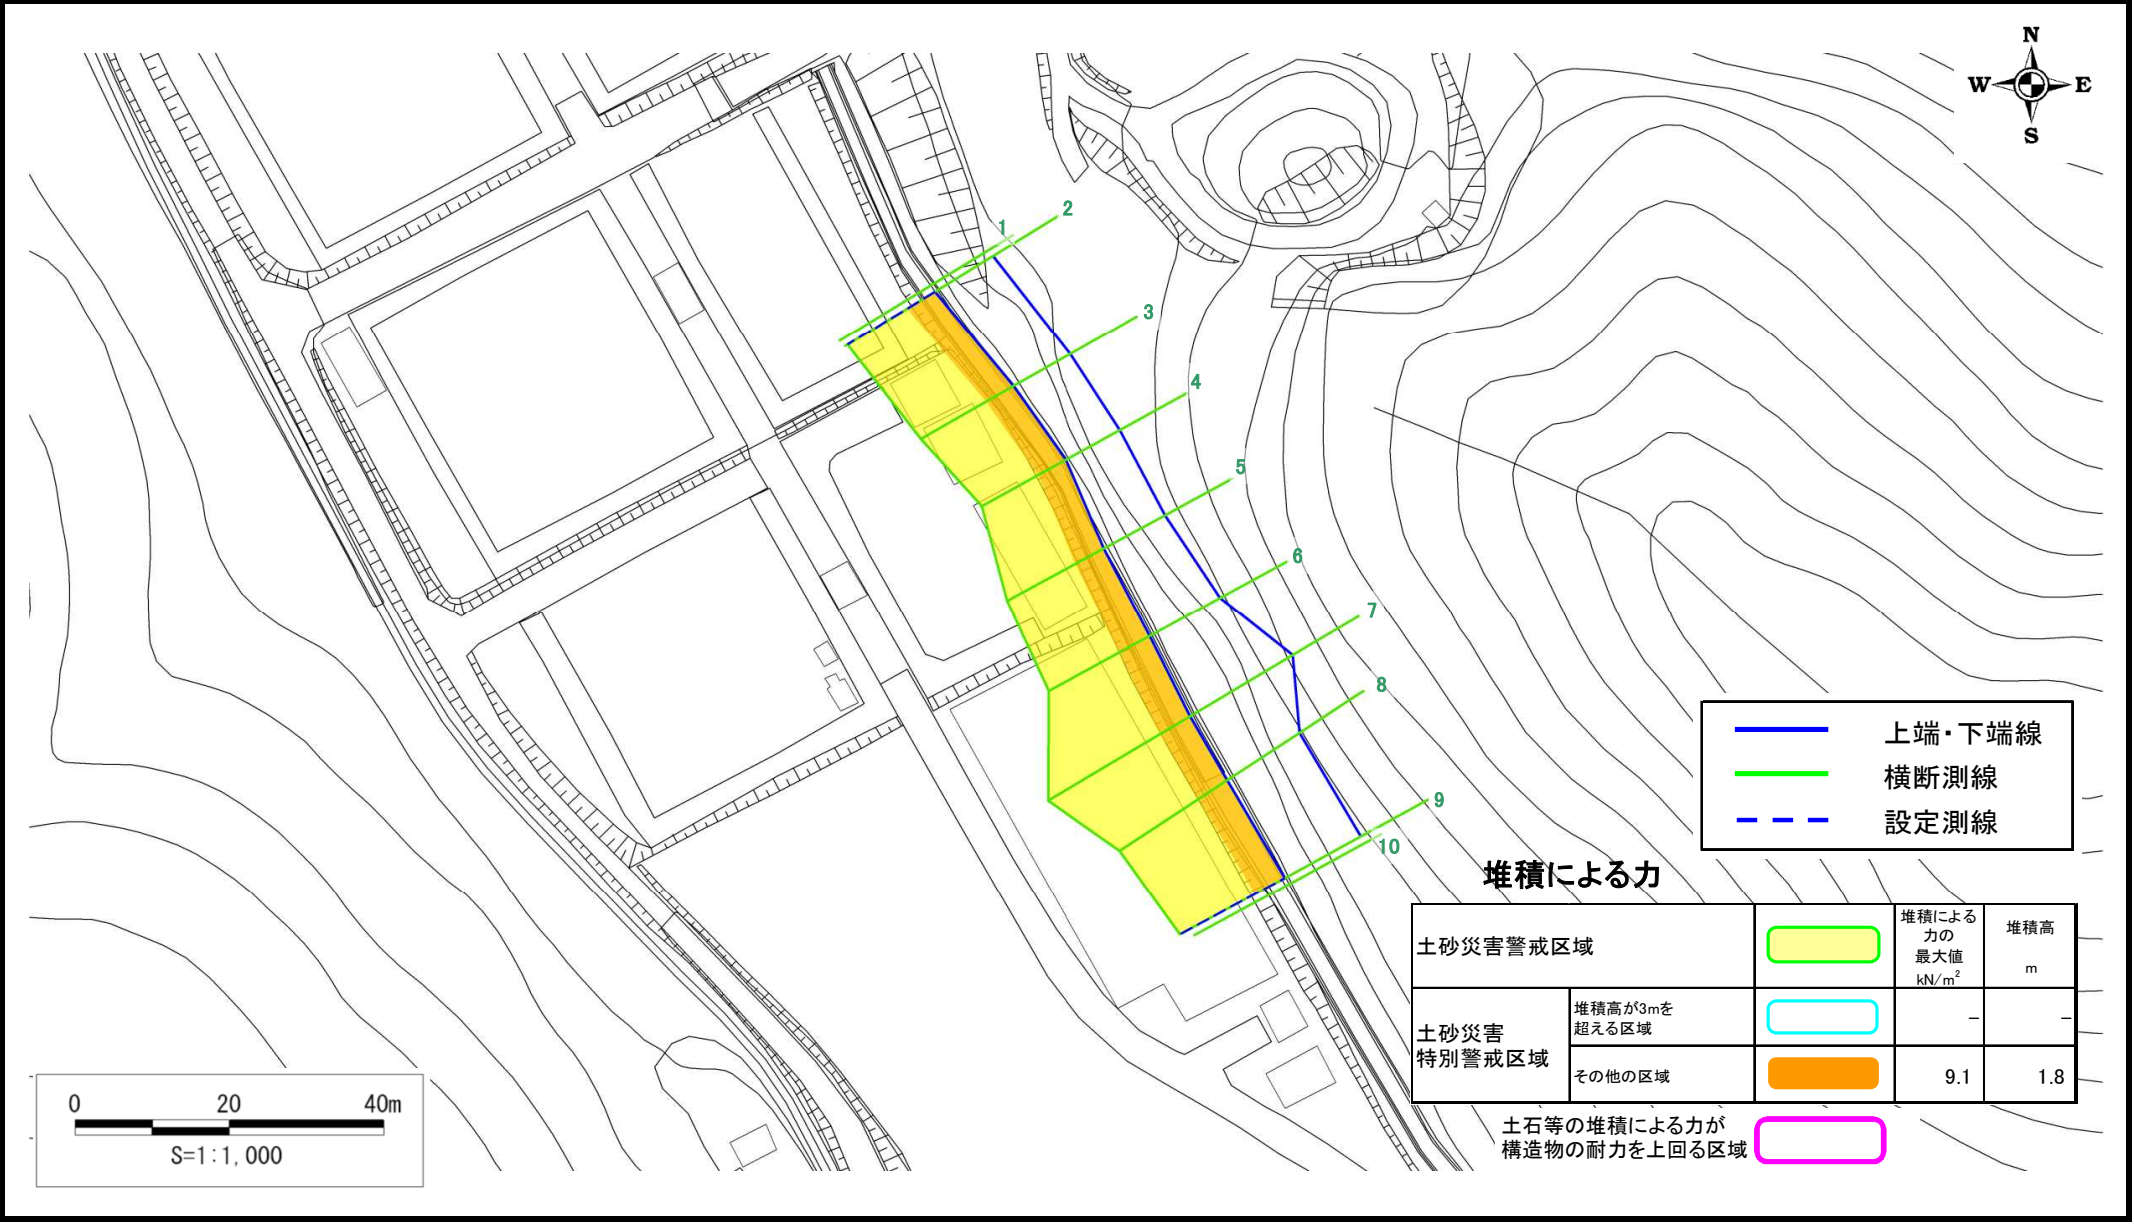 N
W E
S
1
2
3
4
5
6
7
8
9
10
上端・下端線
横断測線
設定測線
堆積による力
土砂災害警戒区域
堆積による
力の
最大値
kN/m²
堆積高
m
土砂災害
特別警戒区域
堆積高が3mを
超える区域
– –
その他の区域
9.1 1.8
土石等の堆積による力が
構造物の耐力を上回る区域
0 20 40m
S=1:1,000